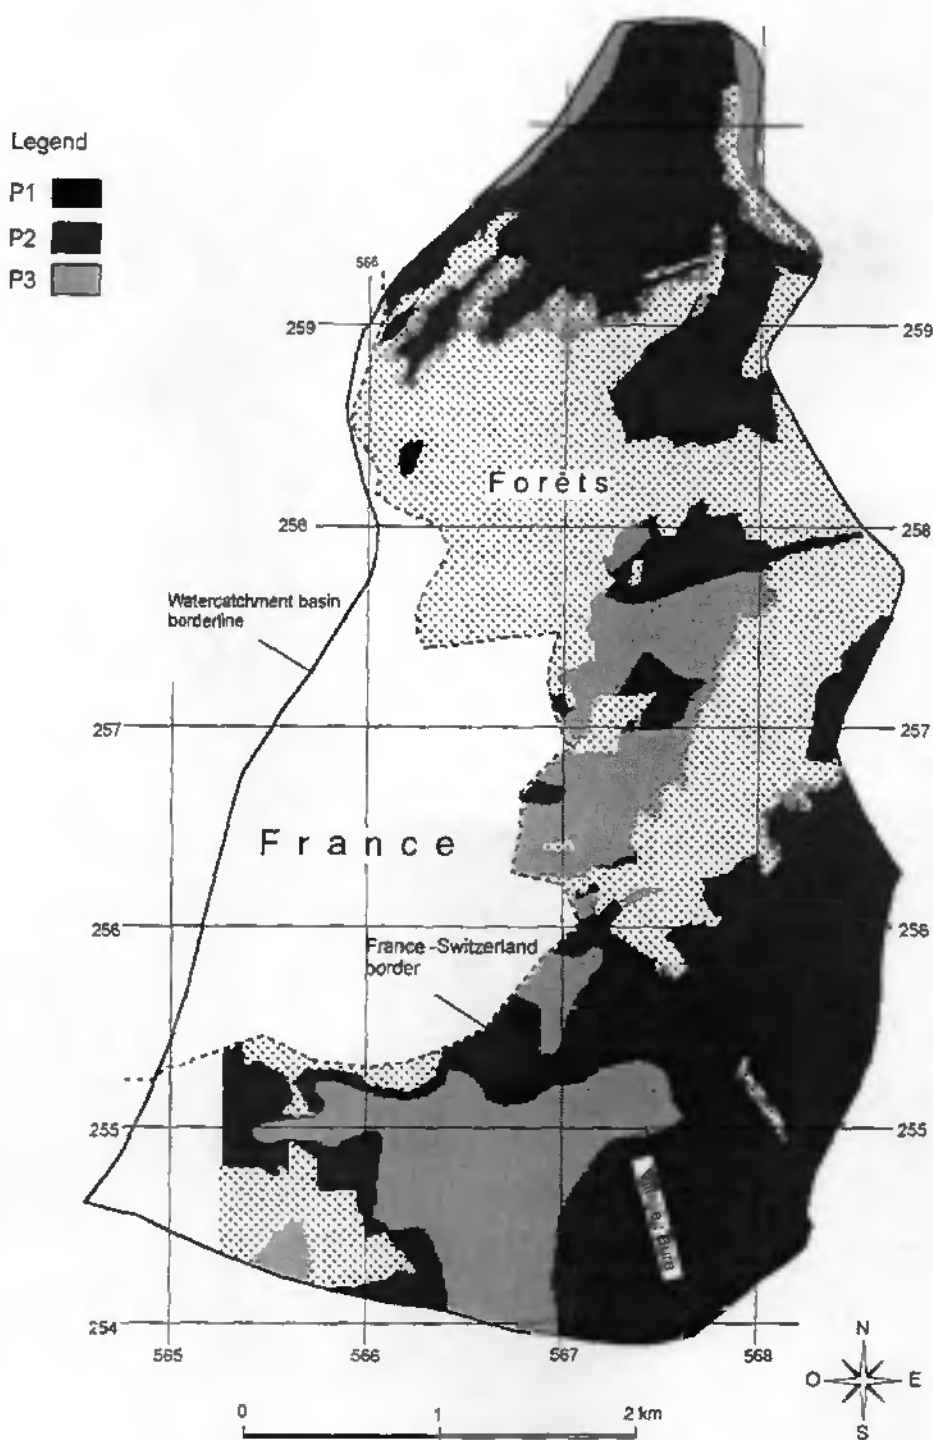 Legend
P1
P2
P3
566
259
259
Forêts
258
258
Watercatchment basin
borderline
257
257
France
256
256
France -Switzerland
border
255
255
254
565
566
567
568
N
O
E
S
0
1
2 km